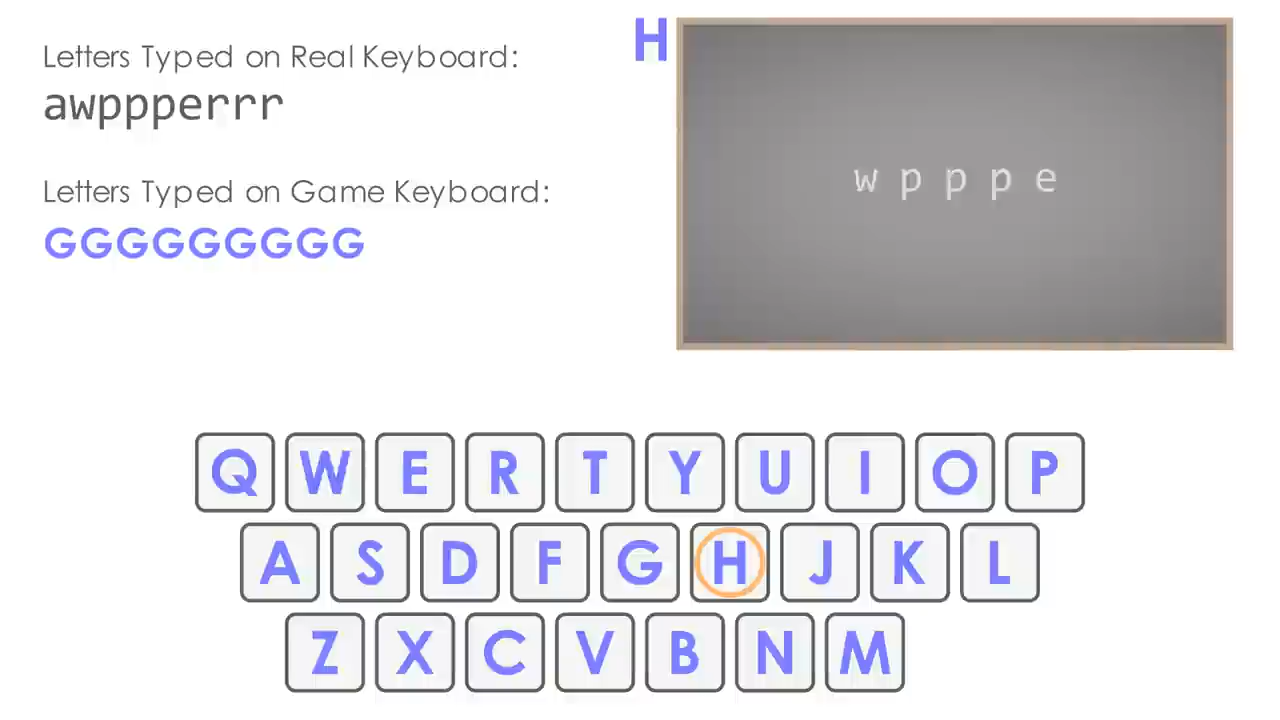 Letters Typed on Real Keyboard:
awppperrr
Letters Typed on Game Keyboard:
GGGGGGGGG
H
w p p p e
Q W E R T Y U I O P
A S D F G H J K L
Z X C V B N M